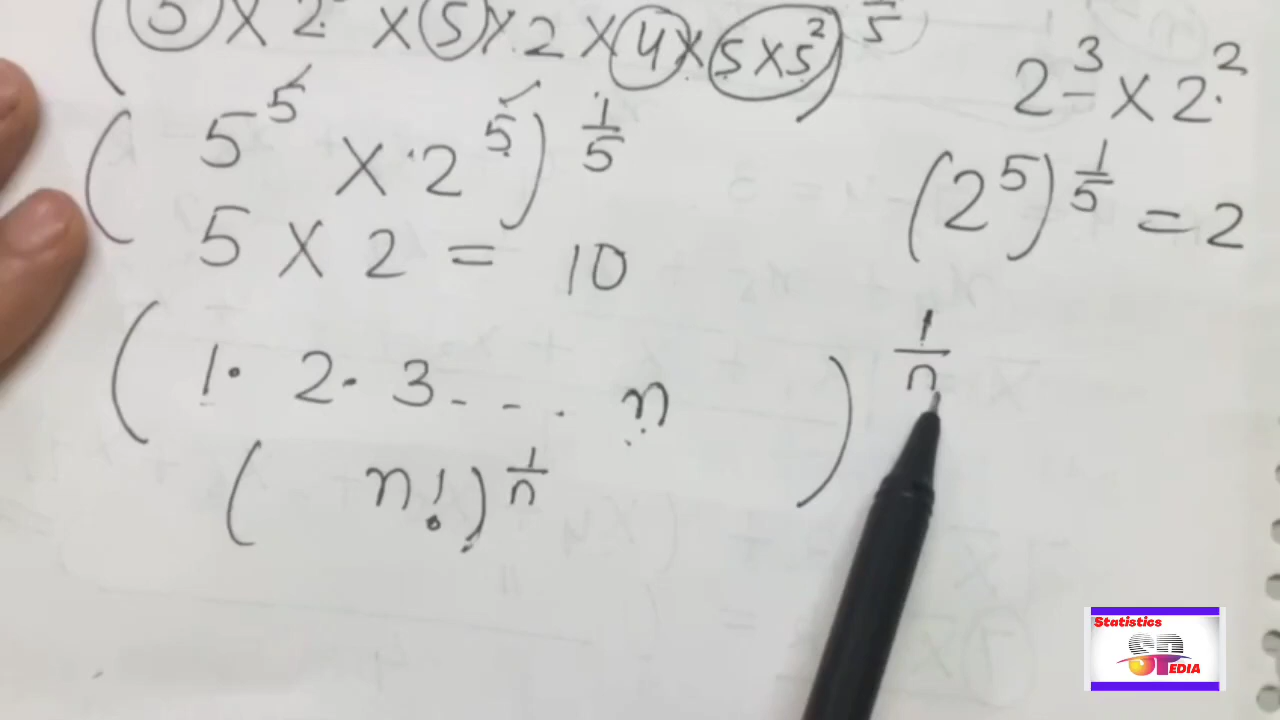 (5 × 2 × 5 × 2 × 4 × 5 × 5²)^1/5
(5⁵ × 2⁵)^1/5
5 × 2 = 10
2³ × 2²
(2⁵)^1/5 = 2
(1· 2· 3 - - . n)^1/n
(n!)^1/n
Statistics
PEDIA